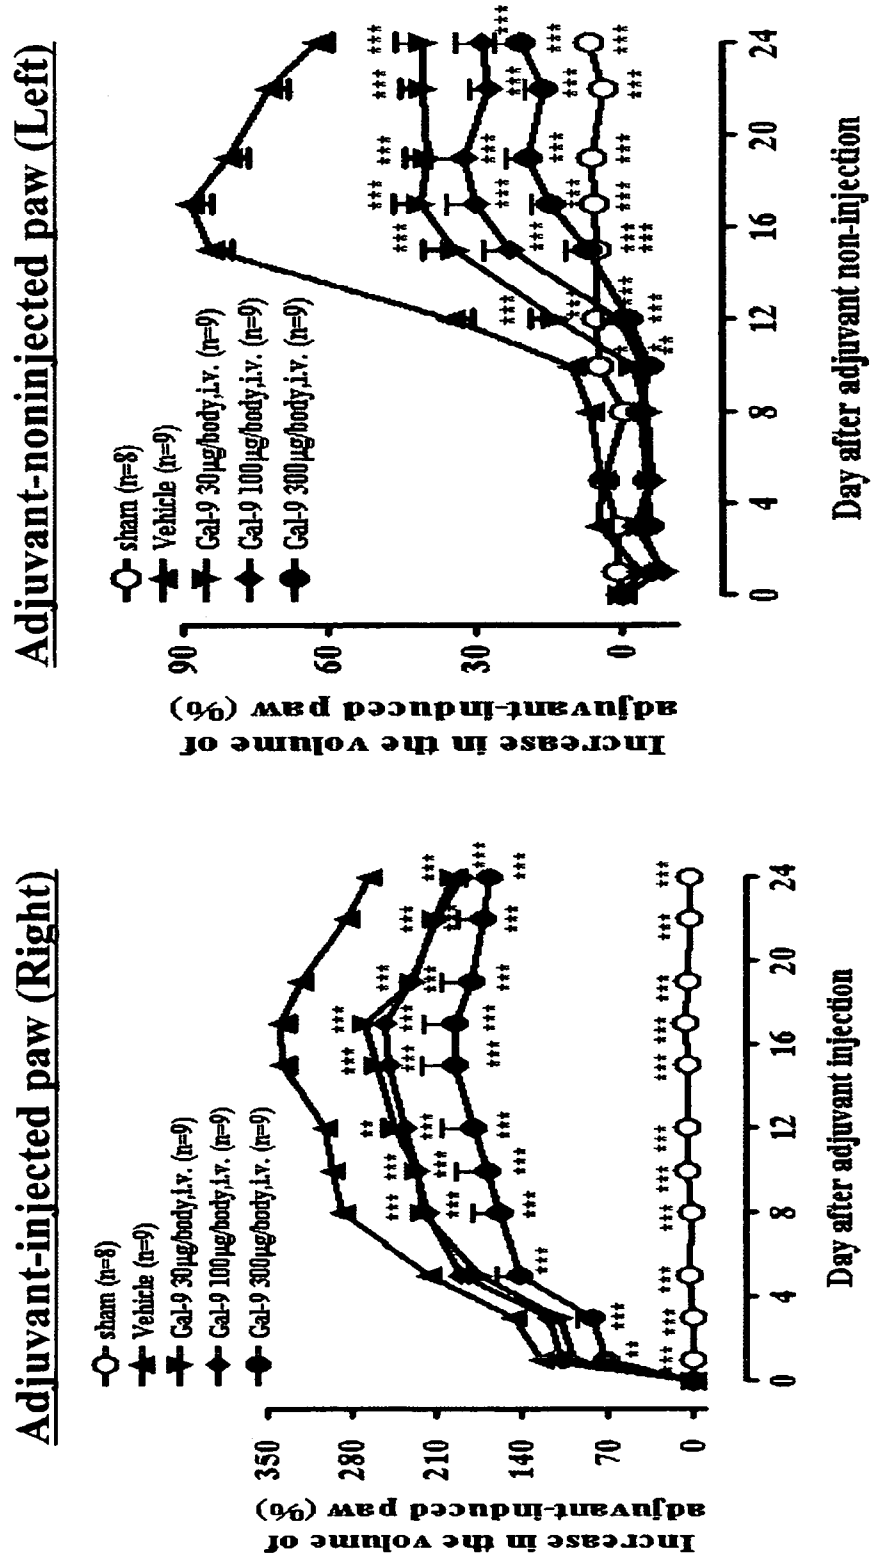 Adjuvant-injected paw (Right)
sham (n=8)
Vehicle (n=9)
Gal-9 30μg/body,i.v. (n=9)
Gal-9 100μg/body,i.v. (n=9)
Gal-9 300μg/body,i.v. (n=9)
Increase in the volume of
adjuvant-induced paw (%)
350
280
210
140
70
0
0 4 8 12 16 20 24
Day after adjuvant injection
Adjuvant-noninjected paw (Left)
sham (n=8)
Vehicle (n=9)
Gal-9 30μg/body,i.v. (n=9)
Gal-9 100μg/body,i.v. (n=9)
Gal-9 300μg/body,i.v. (n=9)
Increase in the volume of
adjuvant-induced paw (%)
90
60
30
0
0 4 8 12 16 20 24
Day after adjuvant non-injection